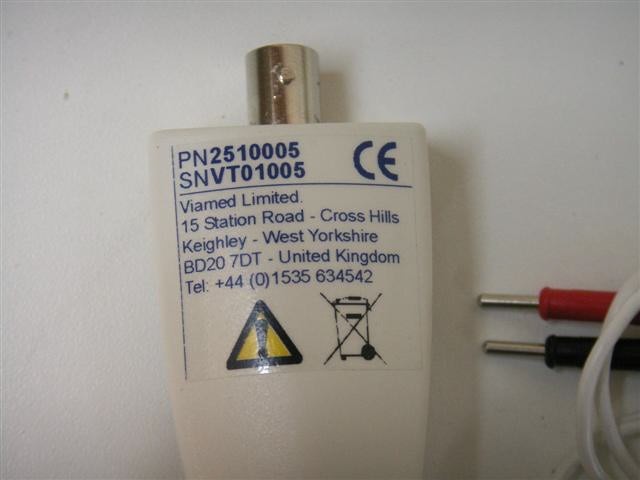 PN2510005
SNVT01005
CE
Viamed Limited.
15 Station Road - Cross Hills
Keighley - West Yorkshire
BD20 7DT - United Kingdom
Tel: +44 (0)1535 634542